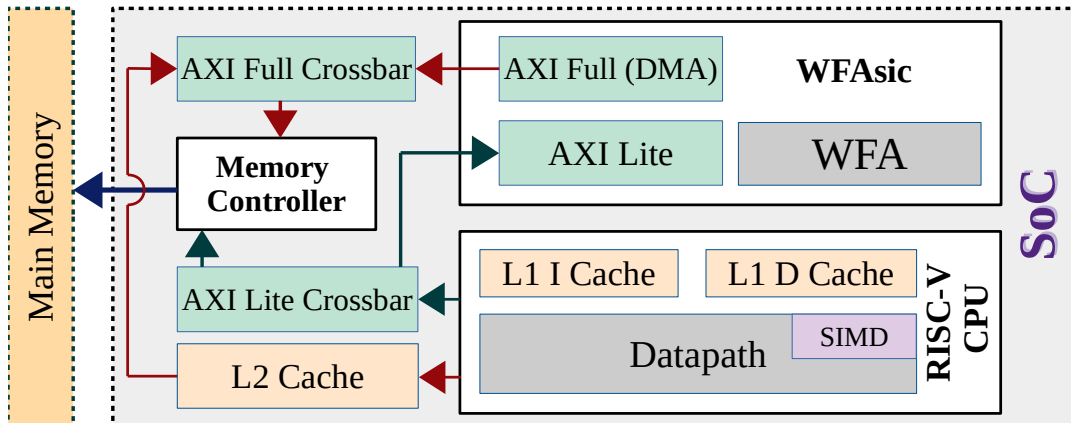 Main Memory
AXI Full Crossbar
Memory
Controller
AXI Lite Crossbar
L2 Cache
AXI Full (DMA)
WFAsic
AXI Lite
WFA
L1 I Cache
L1 D Cache
SIMD
Datapath
RISC-V
CPU
SoC